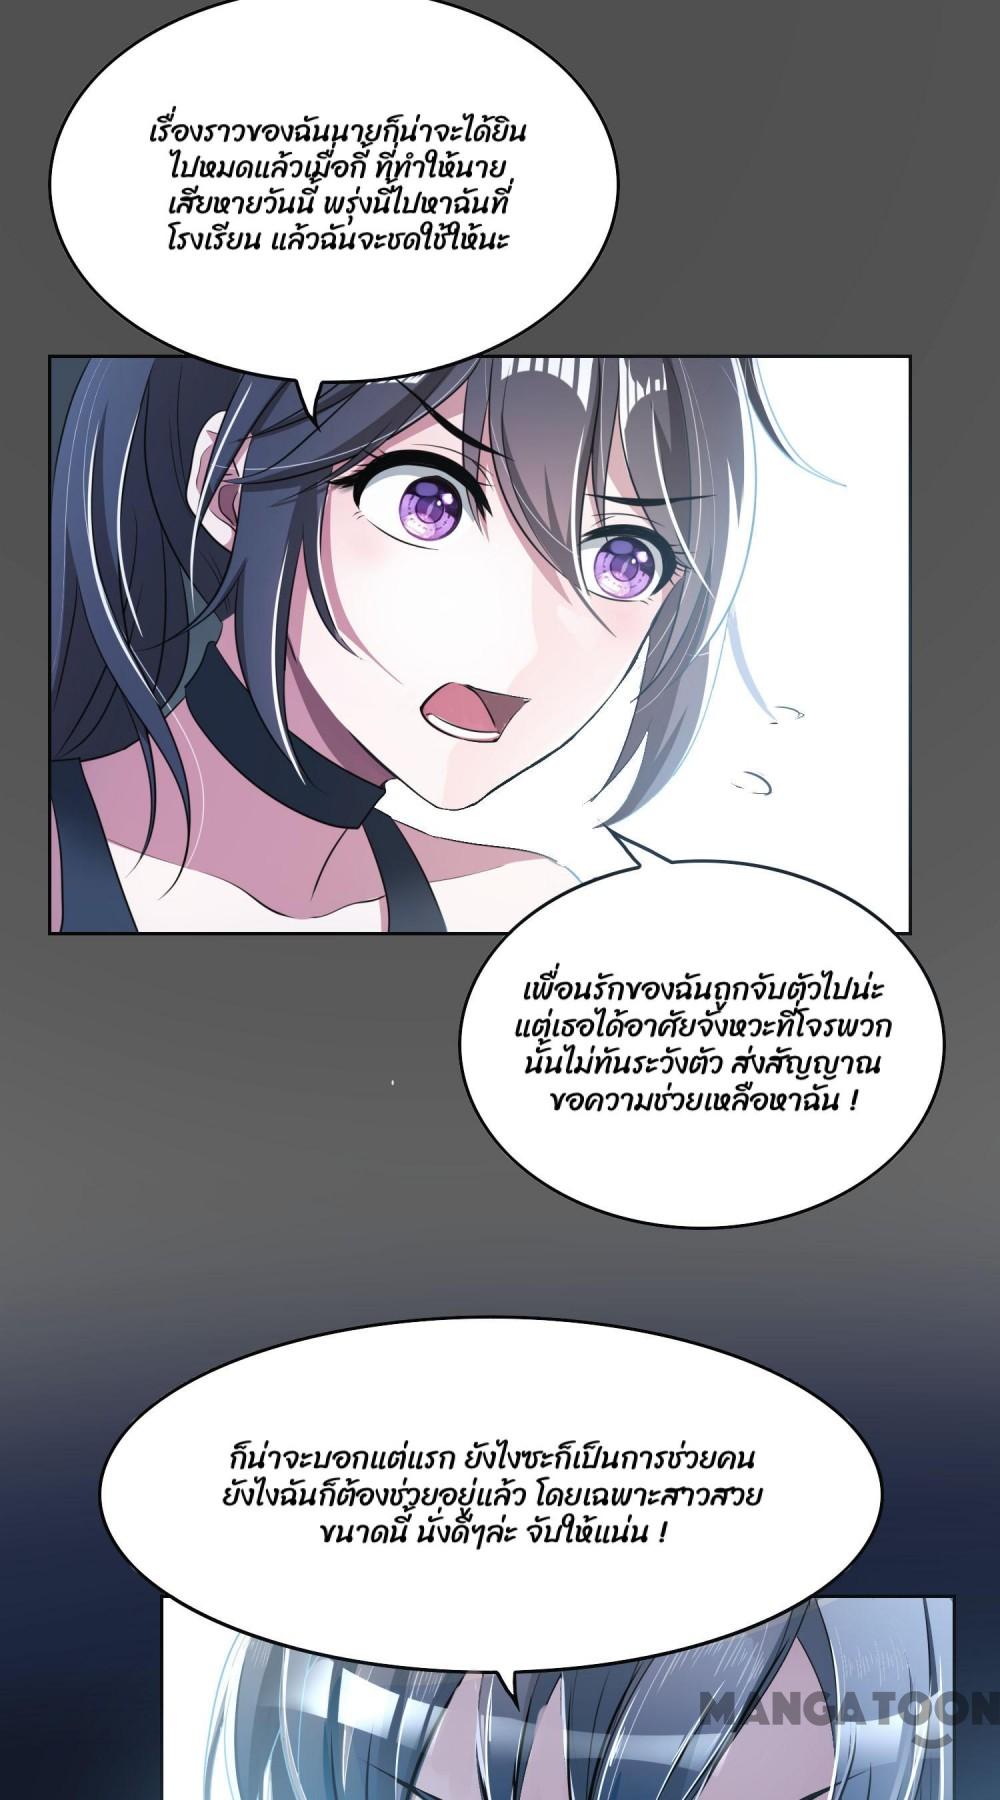 เรื่องราวของฉันนายก็น่าจะได้ยิน
ไปหมดแล้วเมื่อกี้ ที่ทำให้นาย
เสียหายวันนี้ พรุ่งนี้ไปหาฉันที่
โรงเรียน แล้วฉันจะชดใช้ให้นะ
เพื่อนรักของฉันถูกจับตัวไปน่ะ
แต่เธอได้อาศัยจังหวะที่โจรพวก
นั้นไม่ทันระวังตัว ส่งสัญญาณ
ขอความช่วยเหลือหาฉัน !
ก็น่าจะบอกแต่แรก ยังไงซะก็เป็นการช่วยคน
ยังไงฉันก็ต้องช่วยอยู่แล้ว โดยเฉพาะสาวสวย
ขนาดนี้ นั่งดีๆล่ะ จับให้แน่น !
MANGATOON